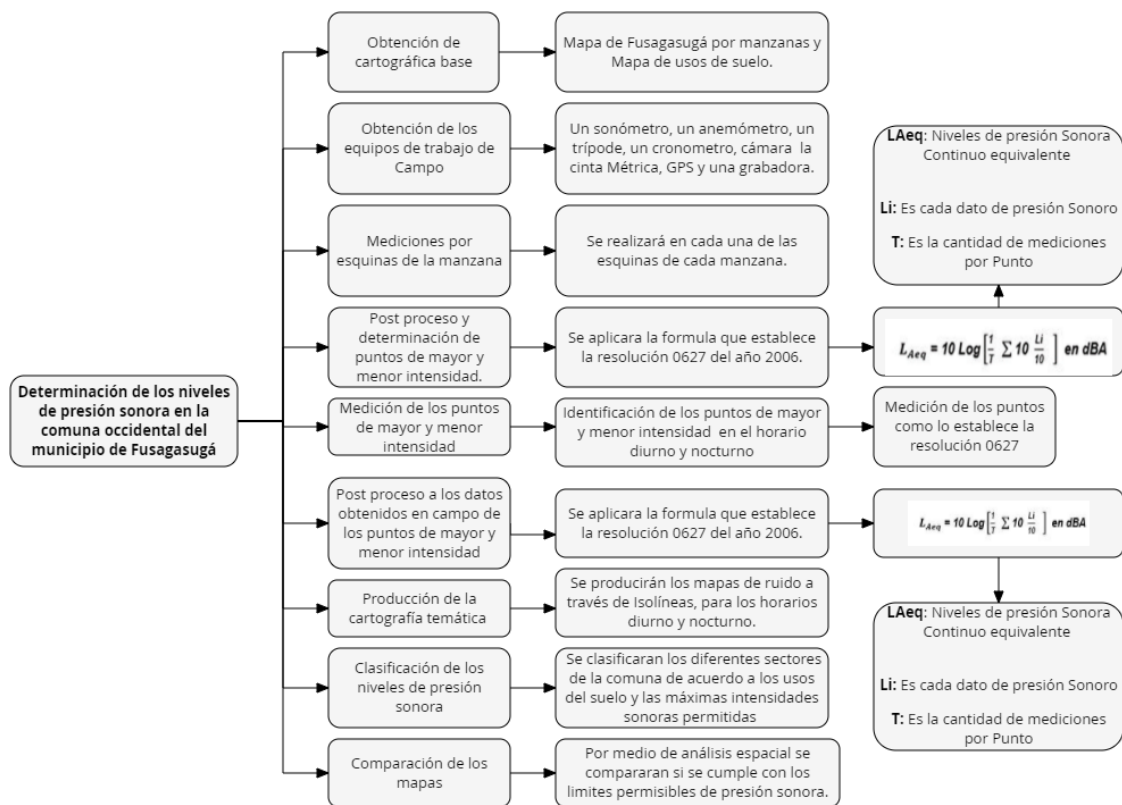 Determinación de los niveles
de presión sonora en la
comuna occidental del
municipio de Fusagasugá
Obtención de
cartográfica base
Mapa de Fusagasugá por manzanas y
Mapa de usos de suelo.
Obtención de los
equipos de trabajo de
Campo
Un sonómetro, un anemómetro, un
trípode, un cronometro, cámara la
cinta Métrica, GPS y una grabadora.
Mediciones por
esquinas de la manzana
Se realizará en cada una de las
esquinas de cada manzana.
Post proceso y
determinación de
puntos de mayor y
menor intensidad.
Se aplicara la formula que establece
la resolución 0627 del año 2006.
L_Aeq = 10 Log [1/T ∑ 10 Li/10 ] en dBA
LAeq: Niveles de presión Sonora
Continuo equivalente
Li: Es cada dato de presión Sonoro
T: Es la cantidad de mediciones
por Punto
Medición de los puntos
de mayor y menor
intensidad
Identificación de los puntos de mayor
y menor intensidad en el horario
diurno y nocturno
Medición de los puntos
como lo establece la
resolución 0627
Post proceso a los datos
obtenidos en campo de
los puntos de mayor y
menor intensidad
Se aplicara la formula que establece
la resolución 0627 del año 2006.
L_Aeq = 10 Log [1/T ∑ 10 Li/10 ] en dBA
LAeq: Niveles de presión Sonora
Continuo equivalente
Li: Es cada dato de presión Sonoro
T: Es la cantidad de mediciones
por Punto
Producción de la
cartografía temática
Se producirán los mapas de ruido a
través de Isolíneas, para los horarios
diurno y nocturno.
Clasificación de los
niveles de presión
sonora
Se clasificaran los diferentes sectores
de la comuna de acuerdo a los usos
del suelo y las máximas intensidades
sonoras permitidas
Comparación de los
mapas
Por medio de análisis espacial se
compararan si se cumple con los
limites permisibles de presión sonora.